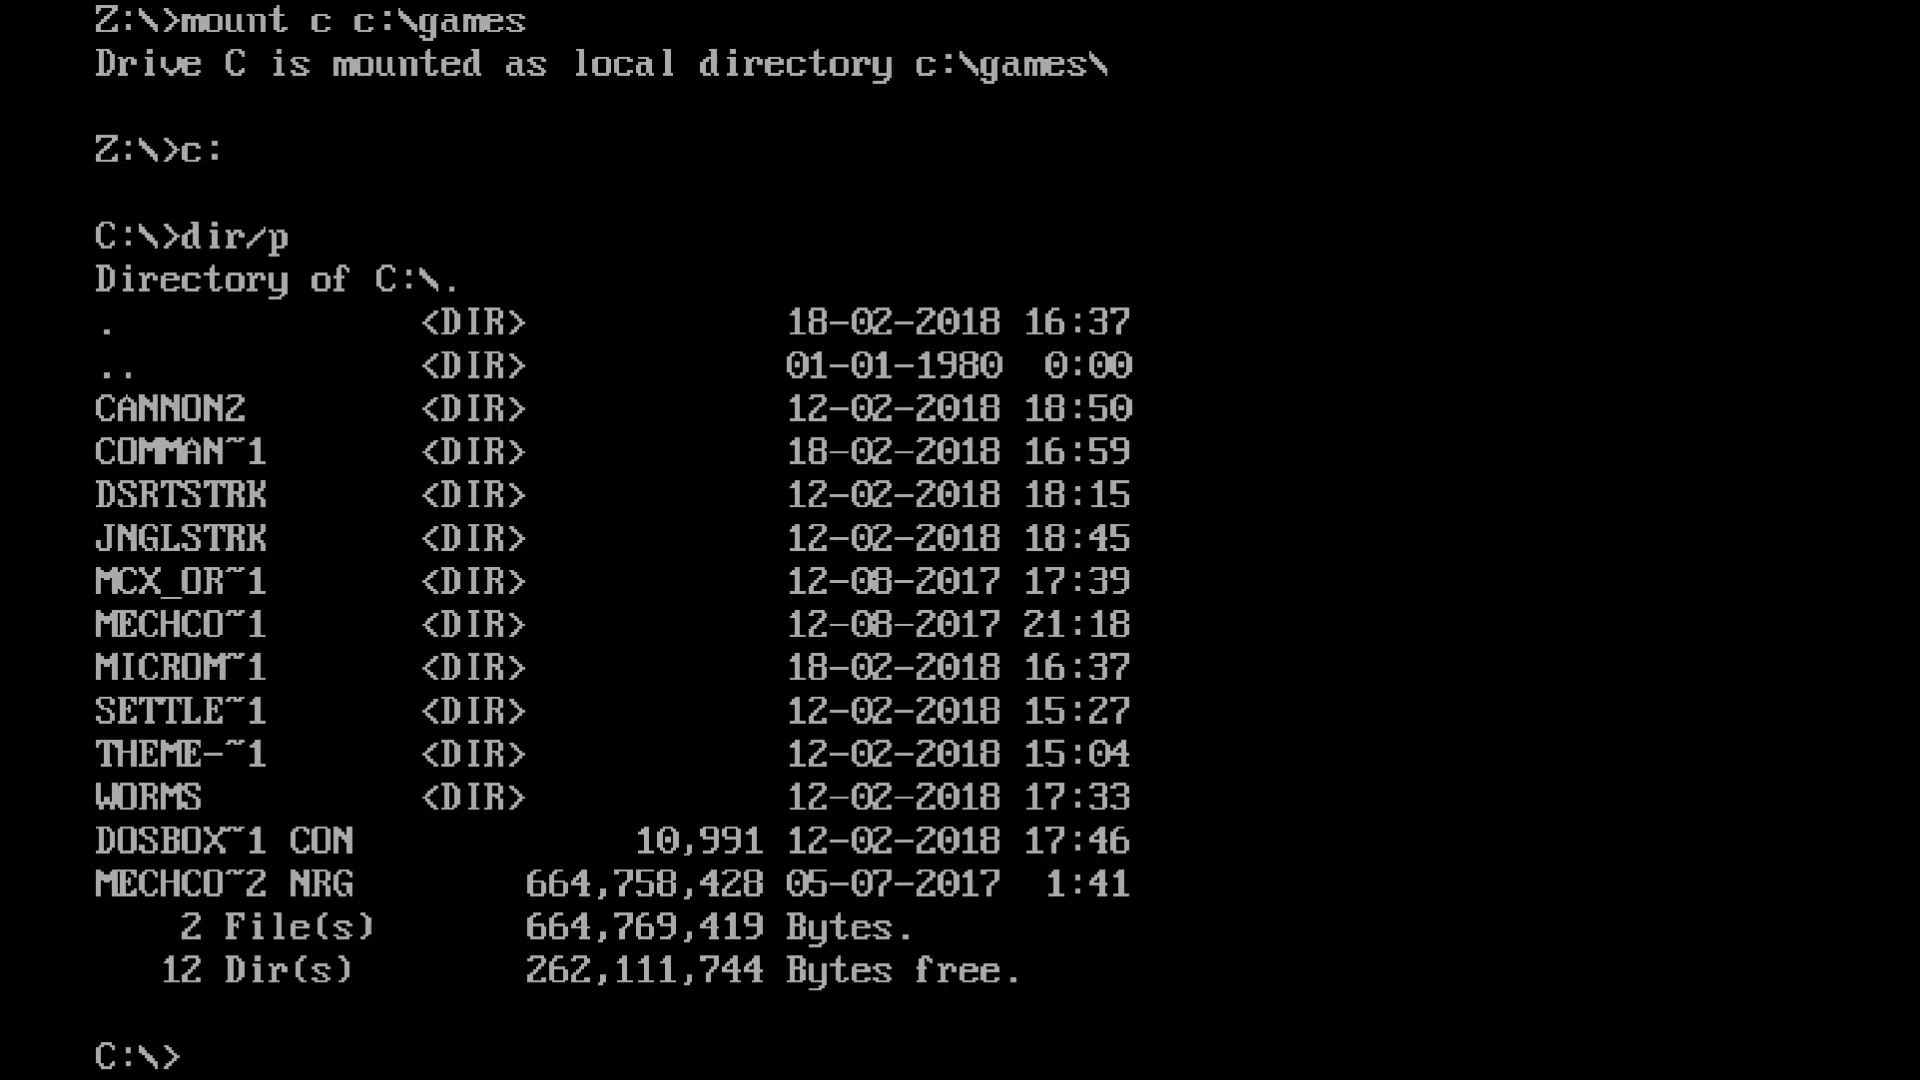 Z:\>mount c c:\games
Drive C is mounted as local directory c:\games\
Z:\>c:
C:\>dir/p
Directory of C:\.
. <DIR> 18-02-2018 16:37
.. <DIR> 01-01-1980 0:00
CANNON2 <DIR> 12-02-2018 18:50
COMMAN~1 <DIR> 18-02-2018 16:59
DSRTSTRK <DIR> 12-02-2018 18:15
JNGLSTRK <DIR> 12-02-2018 18:45
MCX_OR~1 <DIR> 12-08-2017 17:39
MECHCO~1 <DIR> 12-08-2017 21:18
MICROM~1 <DIR> 18-02-2018 16:37
SETTLE~1 <DIR> 12-02-2018 15:27
THEME-~1 <DIR> 12-02-2018 15:04
WORMS <DIR> 12-02-2018 17:33
DOSBOX~1 CON 10,991 12-02-2018 17:46
MECHCO~2 NRG 664,758,428 05-07-2017 1:41
2 File(s) 664,769,419 Bytes.
12 Dir(s) 262,111,744 Bytes free.
C:\>